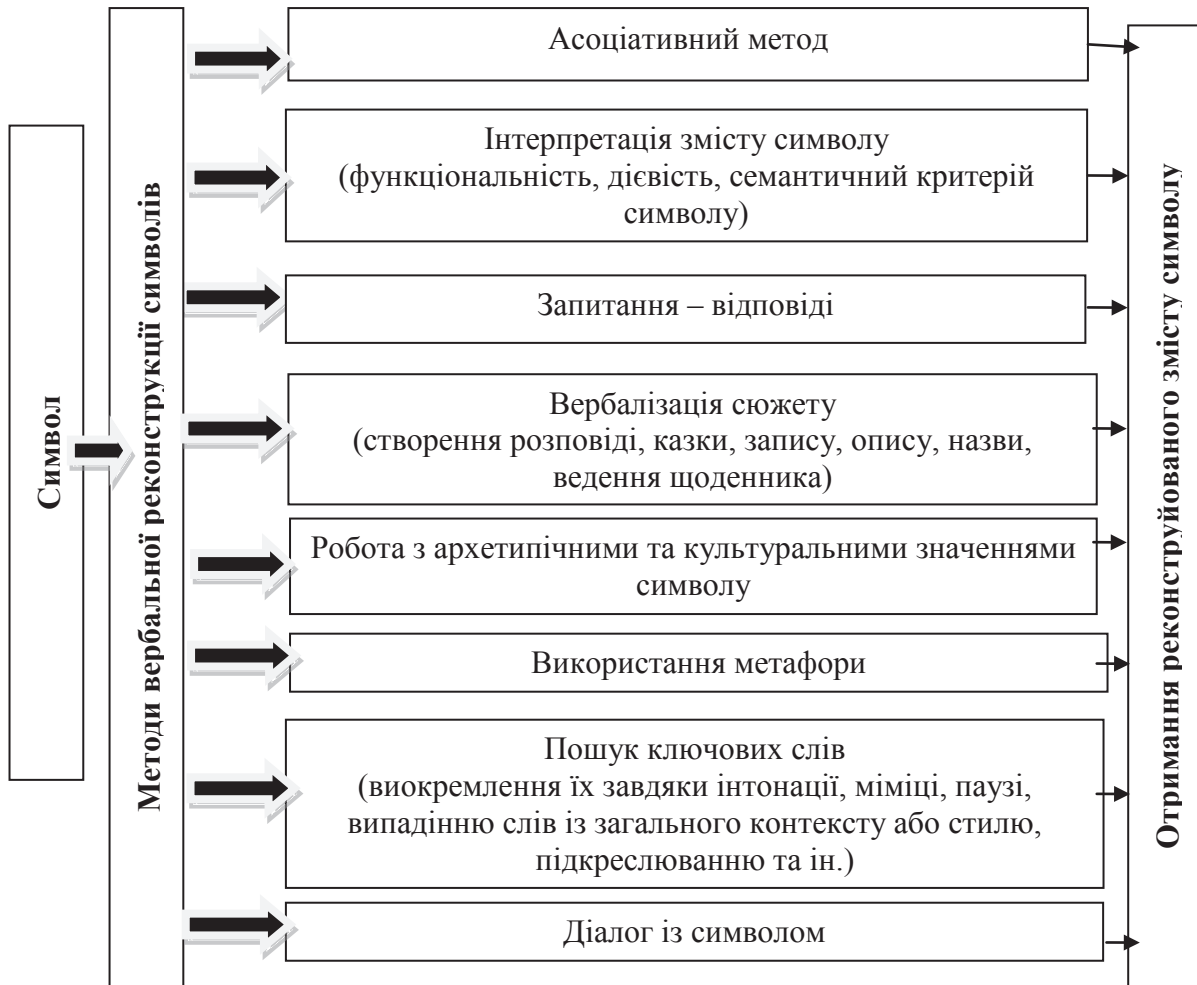 Символ
Методи вербальної реконструкції символів
Асоціативний метод
Інтерпретація змісту символу
(функціональність, дієвість, семантичний критерій
символу)
Запитання – відповіді
Вербалізація сюжету
(створення розповіді, казки, запису, опису, назви,
ведення щоденника)
Робота з архетипічними та культуральними значеннями
символу
Використання метафори
Пошук ключових слів
(виокремлення їх завдяки інтонації, міміці, паузі,
випадінню слів із загального контексту або стилю,
підкреслюванню та ін.)
Діалог із символом
Отримання реконструйованого змісту символу